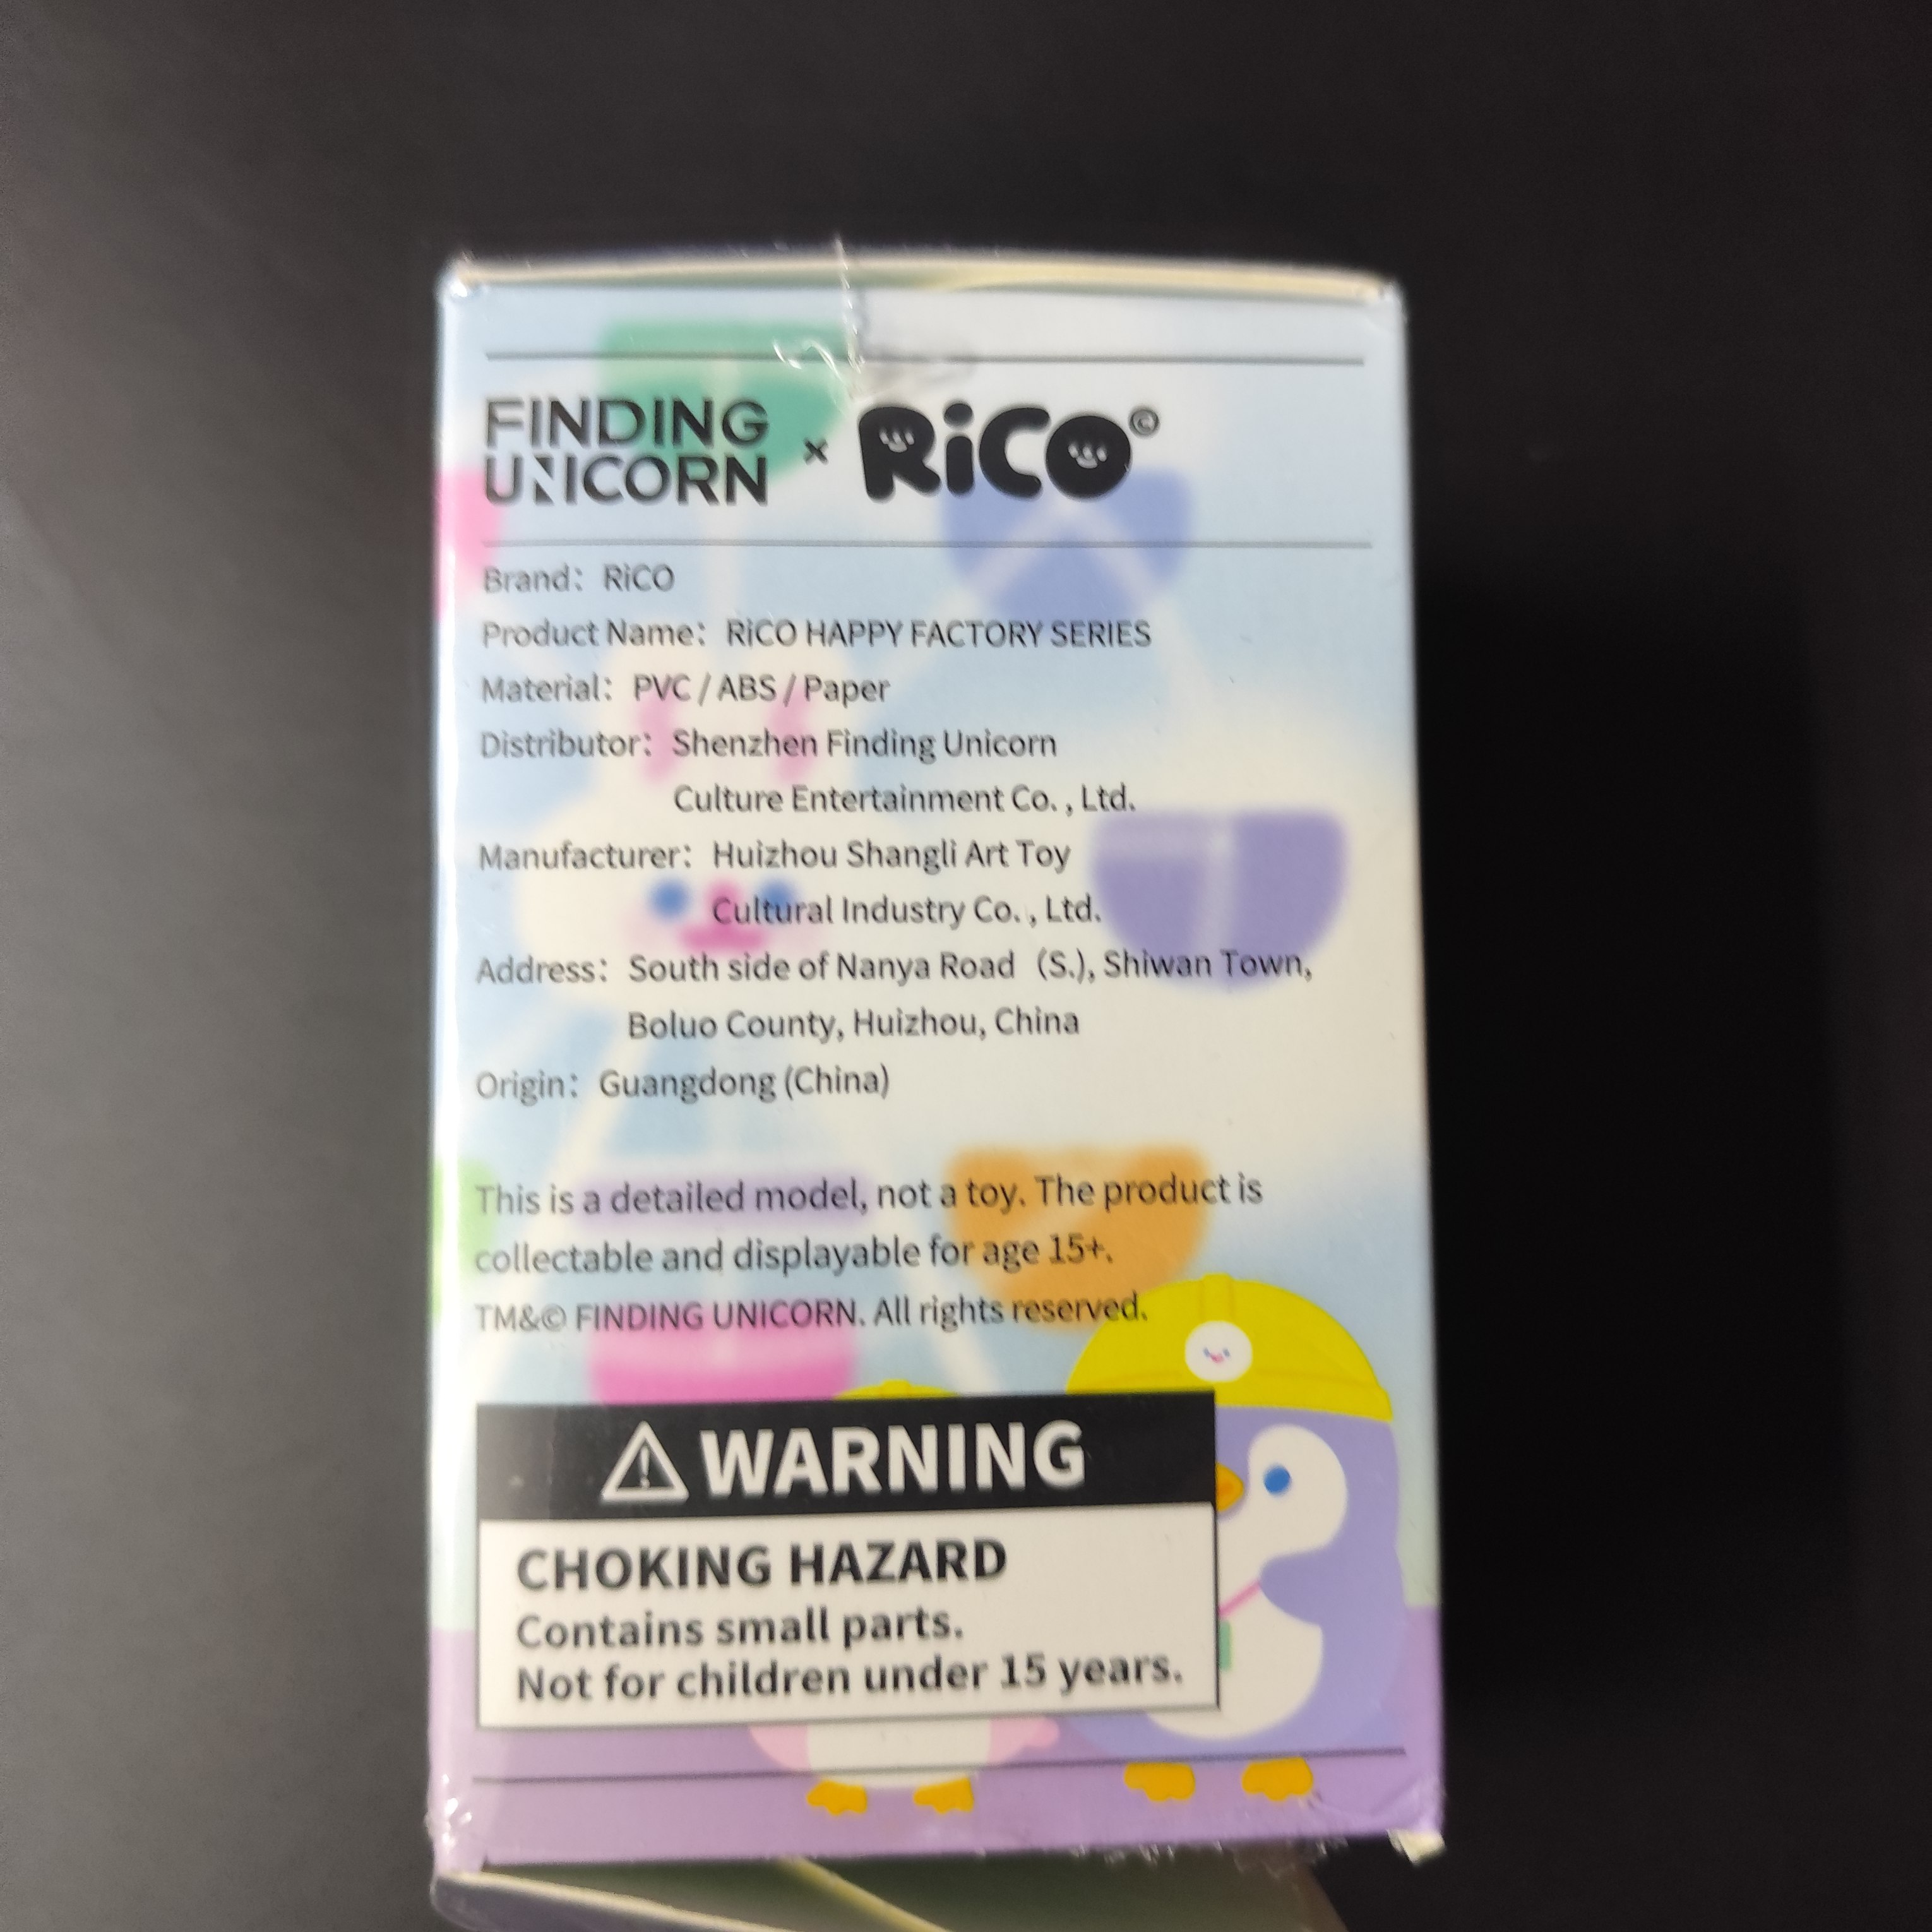 FINDING
UNICORN × RiCO©
Brand： RiCO
Product Name： RiCO HAPPY FACTORY SERIES
Material： PVC / ABS / Paper
Distributor： Shenzhen Finding Unicorn
Culture Entertainment Co. , Ltd.
Manufacturer： Huizhou Shangli Art Toy
Cultural Industry Co. , Ltd.
Address： South side of Nanya Road （S.), Shiwan Town,
Boluo County, Huizhou, China
Origin： Guangdong (China)
This is a detailed model, not a toy. The product is
collectable and displayable for age 15+.
TM&© FINDING UNICORN. All rights reserved.
⚠ WARNING
CHOKING HAZARD
Contains small parts.
Not for children under 15 years.